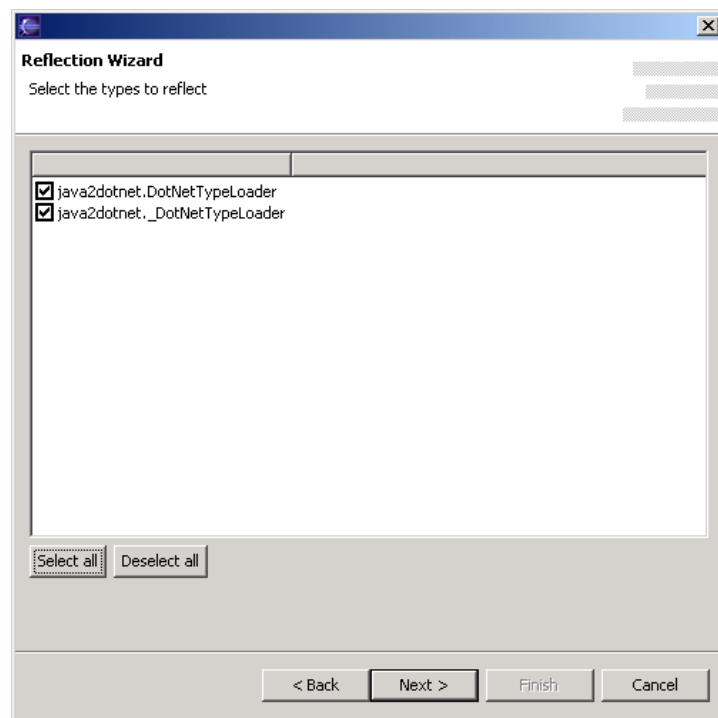 Reflection Wizard
Select the types to reflect
java2dotnet.DotNetTypeLoader
java2dotnet._DotNetTypeLoader
Select all Deselect all
< Back Next > Finish Cancel